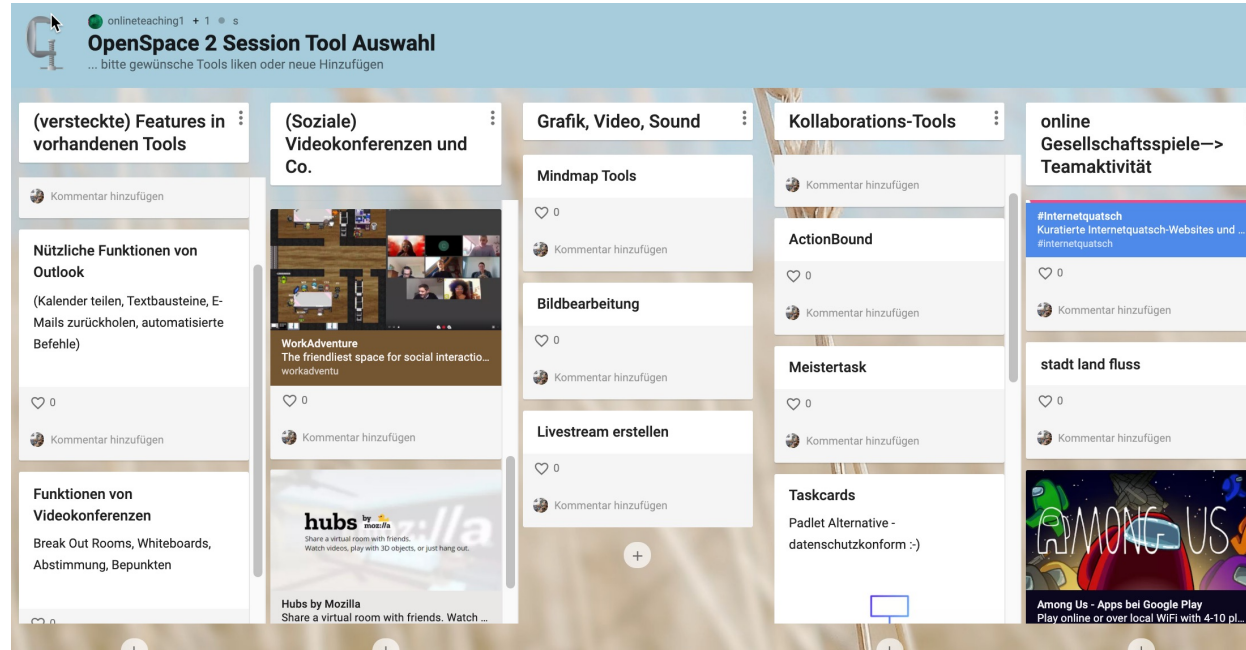 onlineteaching1 + 1 ● s
OpenSpace 2 Session Tool Auswahl
... bitte gewünsche Tools liken oder neue Hinzufügen
(versteckte) Features in
vorhandenen Tools
Kommentar hinzufügen
Nützliche Funktionen von
Outlook
(Kalender teilen, Textbausteine, E-
Mails zurückholen, automatisierte
Befehle)
0
Kommentar hinzufügen
Funktionen von
Videokonferenzen
Break Out Rooms, Whiteboards,
Abstimmung, Bepunkten
0
(Soziale)
Videokonferenzen und
Co.
WorkAdventure
The friendliest space for social interactio...
workadventu
0
Kommentar hinzufügen
hubs by moz://a
Share a virtual room with friends.
Watch videos, play with 3D objects, or just hang out.
Hubs by Mozilla
Share a virtual room with friends. Watch ...
Grafik, Video, Sound
Mindmap Tools
0
Kommentar hinzufügen
Bildbearbeitung
0
Kommentar hinzufügen
Livestream erstellen
0
Kommentar hinzufügen
Kollaborations-Tools
Kommentar hinzufügen
ActionBound
0
Kommentar hinzufügen
Meistertask
0
Kommentar hinzufügen
Taskcards
Padlet Alternative -
datenschutzkonform :-)
online
Gesellschaftsspiele—>
Teamaktivität
#Internetquatsch
Kuratierte Internetquatsch-Websites und ...
#internetquatsch
0
Kommentar hinzufügen
stadt land fluss
0
Kommentar hinzufügen
AMONG US
Among Us - Apps bei Google Play
Play online or over local WiFi with 4-10 pl...